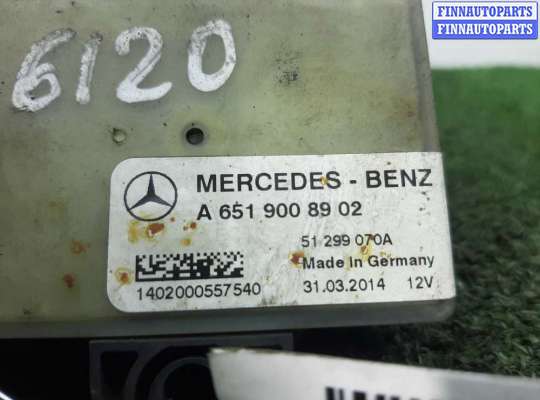 FINNAUTOPARTS
FINNAUTOPARTS
6120
MERCEDES - BENZ
A 651 900 89 02
51 299 070A
Made In Germany
1402000557540
31.03.2014 12V